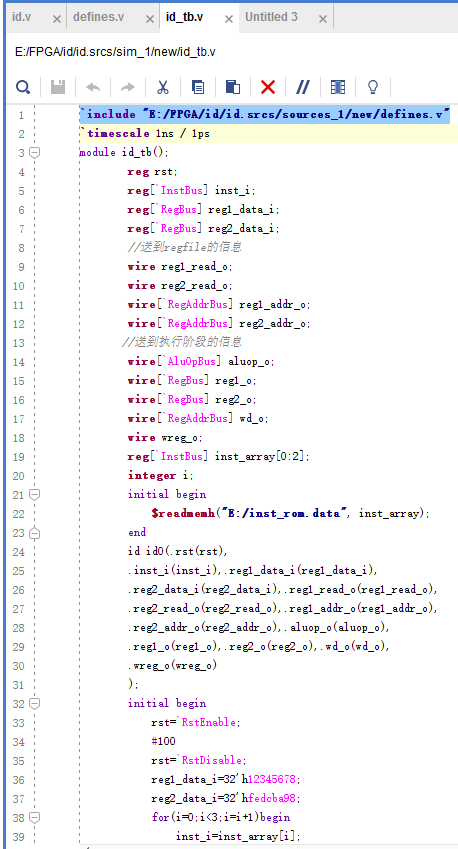 id.v × defines.v × id_tb.v × Untitled 3 ×
E:/FPGA/id/id.srcs/sim_1/new/id_tb.v
1 `include "E:/FPGA/id/id.srcs/sources_1/new/defines.v"
2 `timescale 1ns / 1ps
3 module id_tb();
4 reg rst;
5 reg[`InstBus] inst_i;
6 reg[`RegBus] reg1_data_i;
7 reg[`RegBus] reg2_data_i;
8 //送到regfile的信息
9 wire reg1_read_o;
10 wire reg2_read_o;
11 wire[`RegAddrBus] reg1_addr_o;
12 wire[`RegAddrBus] reg2_addr_o;
13 //送到执行阶段的信息
14 wire[`AluOpBus] aluop_o;
15 wire[`RegBus] reg1_o;
16 wire[`RegBus] reg2_o;
17 wire[`RegAddrBus] wd_o;
18 wire wreg_o;
19 reg[`InstBus] inst_array[0:2];
20 integer i;
21 initial begin
22 $readmemh("E:/inst_rom.data", inst_array);
23 end
24 id id0(.rst(rst),
25 .inst_i(inst_i),.reg1_data_i(reg1_data_i),
26 .reg2_data_i(reg2_data_i),.reg1_read_o(reg1_read_o),
27 .reg2_read_o(reg2_read_o),.reg1_addr_o(reg1_addr_o),
28 .reg2_addr_o(reg2_addr_o),.aluop_o(aluop_o),
29 .reg1_o(reg1_o),.reg2_o(reg2_o),.wd_o(wd_o),
30 .wreg_o(wreg_o)
31 );
32 initial begin
33 rst=`RstEnable;
34 #100
35 rst=`RstDisable;
36 reg1_data_i=32'h12345678;
37 reg2_data_i=32'hfedcba98;
38 for(i=0;i<3;i=i+1)begin
39 inst_i=inst_array[i];